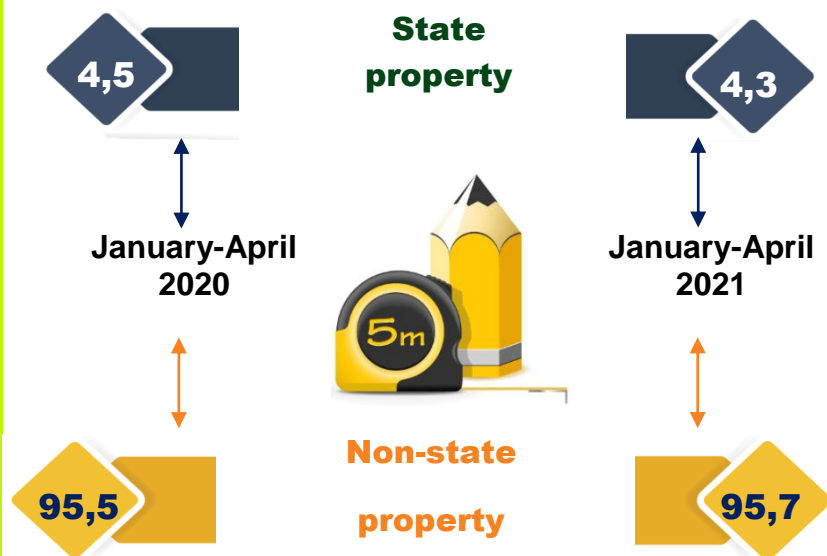 State
property
4,5
4,3
January-April
2020
January-April
2021
5m
Non-state
property
95,5
95,7